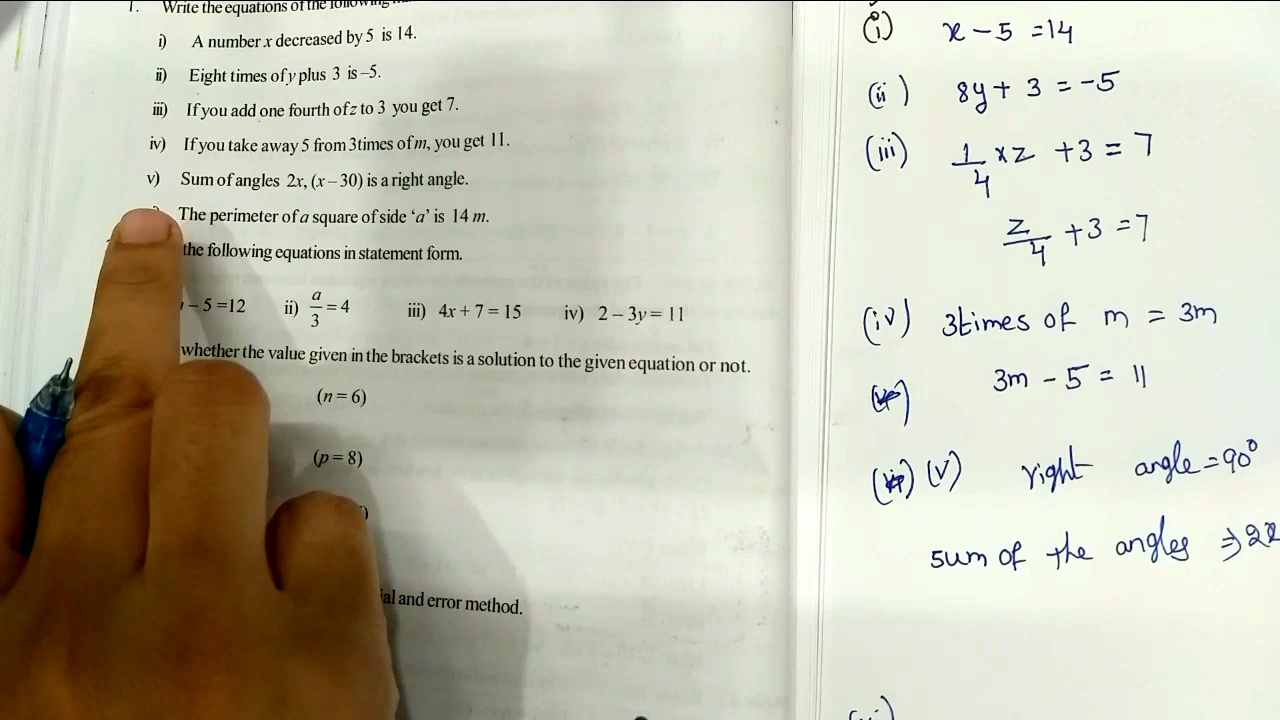 1. Write the equations of the following
i) A number x decreased by 5 is 14.
ii) Eight times of y plus 3 is –5.
iii) If you add one fourth of z to 3 you get 7.
iv) If you take away 5 from 3times of m, you get 11.
v) Sum of angles 2x, (x – 30) is a right angle.
The perimeter of a square of side ‘a’ is 14 m.
the following equations in statement form.
– 5 =12 ii) a/3 = 4 iii) 4x + 7 = 15 iv) 2 – 3y = 11
whether the value given in the brackets is a solution to the given equation or not.
(n = 6)
(p = 8)
)
and error method.
(i) x – 5 = 14
(ii) 8y + 3 = –5
(iii) 1/4 × z + 3 = 7
z/4 + 3 = 7
(iv) 3times of m = 3m
3m – 5 = 11
(v) right angle = 90°
sum of the angles ⇒ 2x
(vi)